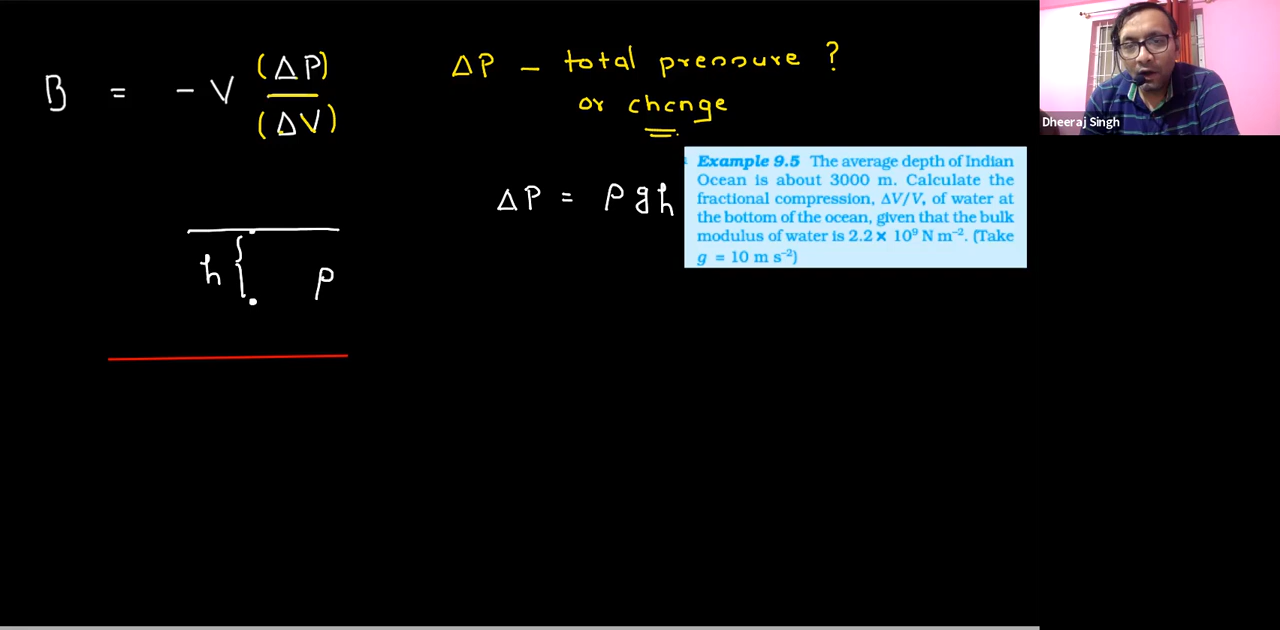 B = - V (ΔP) / (ΔV)
ΔP - total pressure ?
or change
ΔP = ρgh
h{ ρ
Example 9.5 The average depth of Indian
Ocean is about 3000 m. Calculate the
fractional compression, ΔV/V, of water at
the bottom of the ocean, given that the bulk
modulus of water is 2.2 × 10⁹ N m⁻². (Take
g = 10 m s⁻²)
Dheeraj Singh